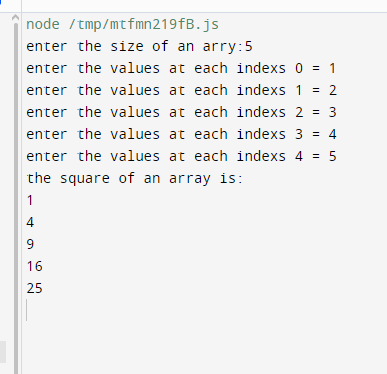 node /tmp/mtfmn219fB.js
enter the size of an arry:5
enter the values at each indexs 0 = 1
enter the values at each indexs 1 = 2
enter the values at each indexs 2 = 3
enter the values at each indexs 3 = 4
enter the values at each indexs 4 = 5
the square of an array is:
1
4
9
16
25